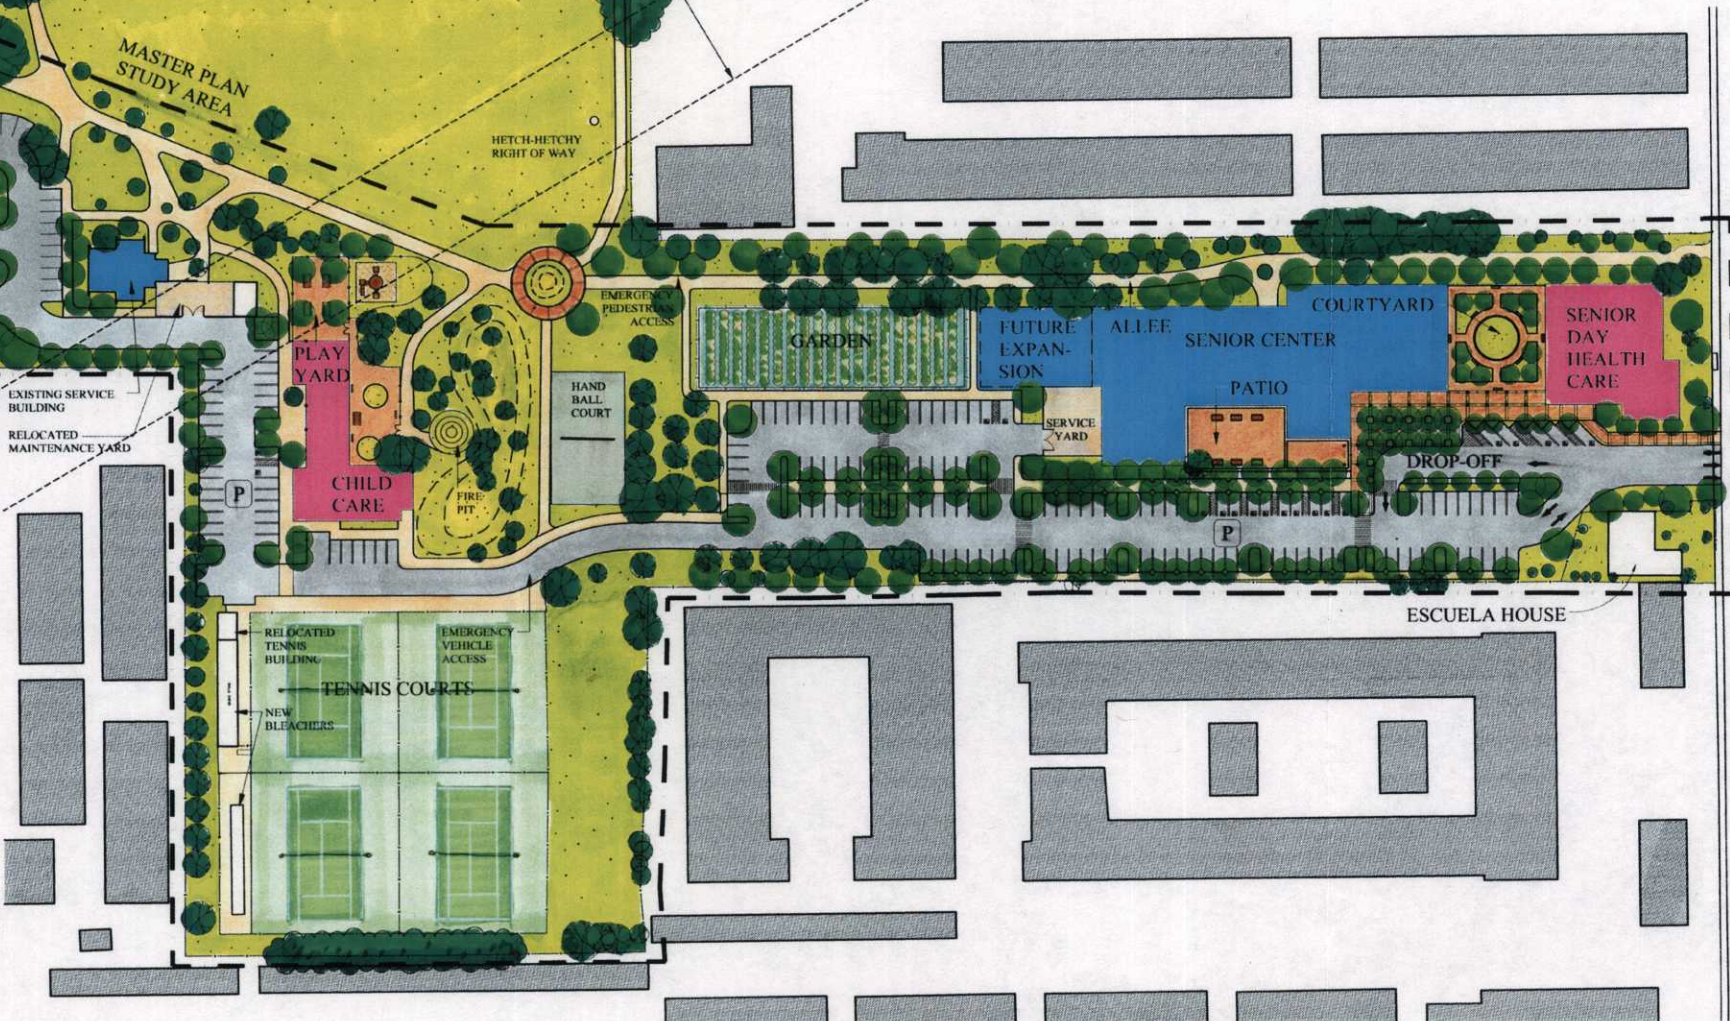 MASTER PLAN
STUDY AREA
HETCH-HETCHY
RIGHT OF WAY
EMERGENCY
PEDESTRIAN
ACCESS
GARDEN
FUTURE
EXPAN-
SION
ALLEE
SENIOR CENTER
COURTYARD
PATIO
SENIOR
DAY
HEALTH
CARE
PLAY
YARD
EXISTING SERVICE
BUILDING
RELOCATED
MAINTENANCE YARD
HAND
BALL
COURT
SERVICE
YARD
DROP-OFF
P
CHILD
CARE
FIRE
PIT
P
ESCUELA HOUSE
RELOCATED
TENNIS
BUILDING
EMERGENCY
VEHICLE
ACCESS
TENNIS COURTS
NEW
BLEACHERS